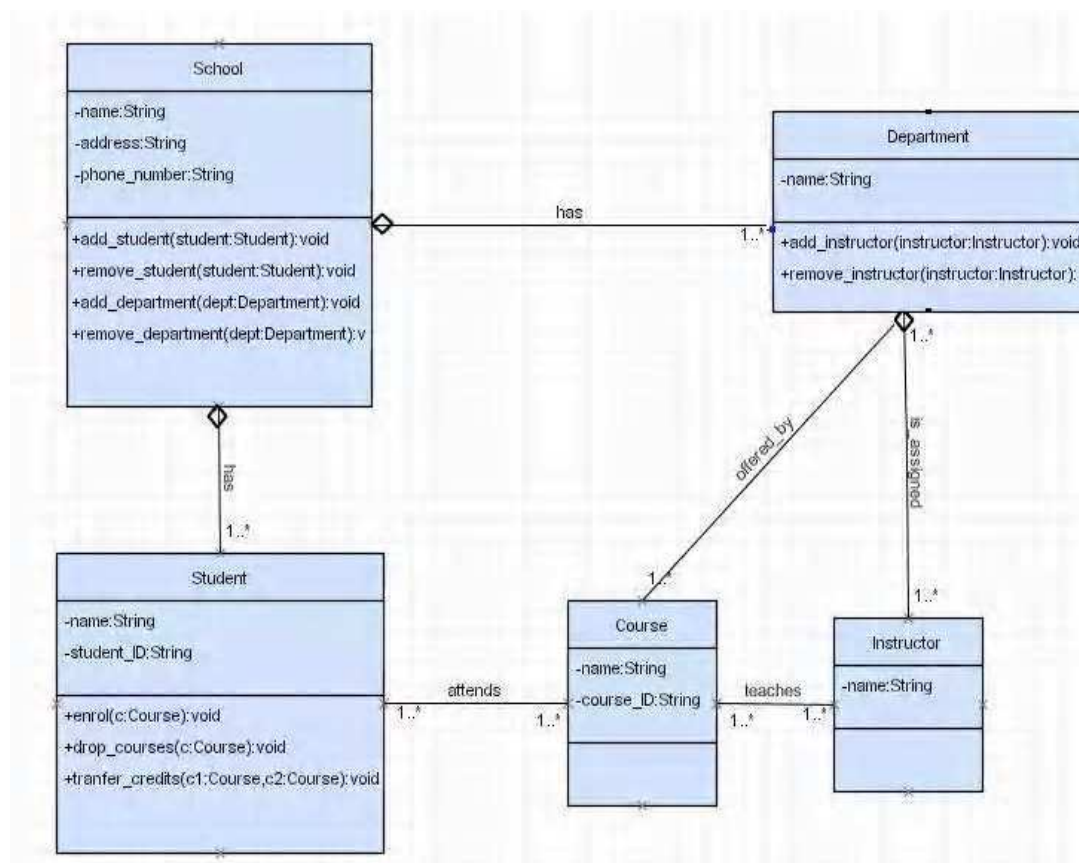 School
-name:String
-address:String
-phone_number:String
+add_student(student:Student):void
+remove_student(student:Student):void
+add_department(dept:Department):void
+remove_department(dept:Department):v
has
1..*
Department
-name:String
+add_instructor(instructor:Instructor):void
+remove_instructor(instructor:Instructor):
1..*
offered_by
is_assigned
has
1..*
1..*
1..*
Student
-name:String
-student_ID:String
+enrol(c:Course):void
+drop_courses(c:Course):void
+tranfer_credits(c1:Course,c2:Course):void
attends
1..*
1..*
Course
-name:String
-course_ID:String
teaches
1..*
1..*
Instructor
-name:String